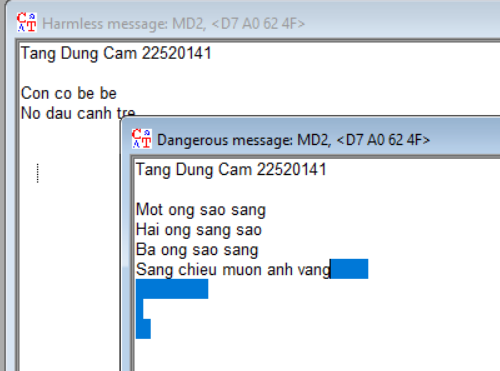 Harmless message: MD2, <D7 A0 62 4F>
Tang Dung Cam 22520141
Con co be be
No dau canh tre
Dangerous message: MD2, <D7 A0 62 4F>
Tang Dung Cam 22520141
Mot ong sao sang
Hai ong sang sao
Ba ong sao sang
Sang chieu muon anh vang